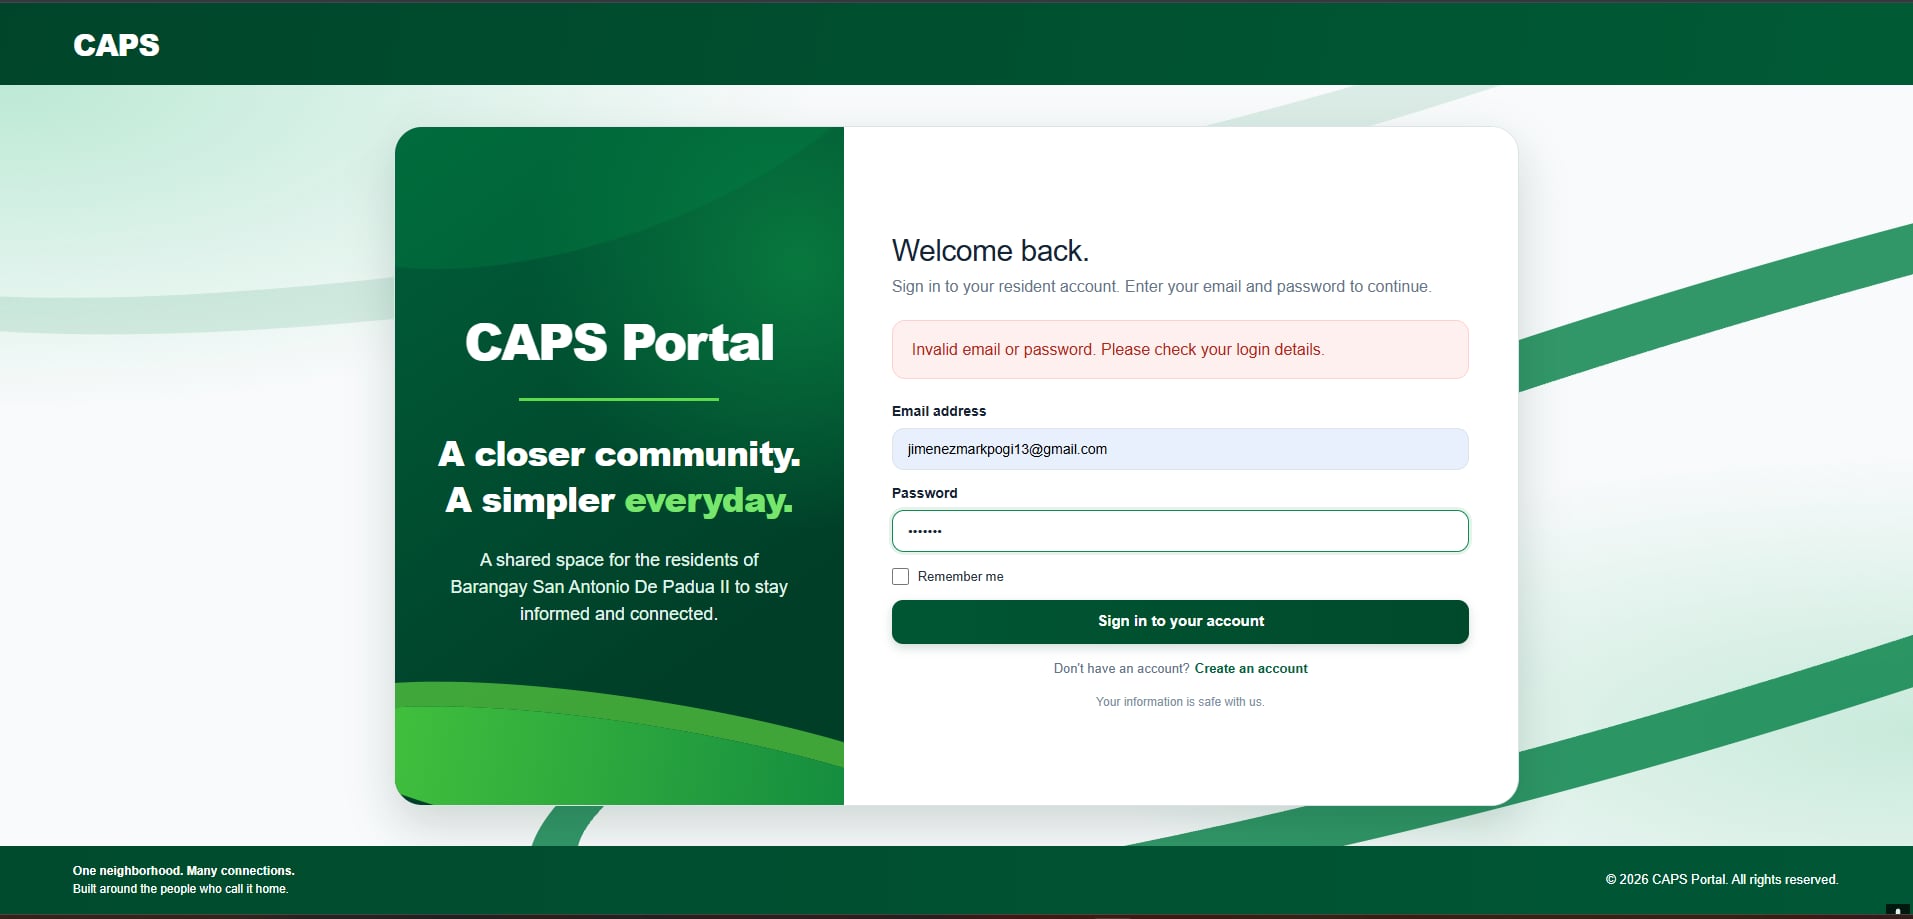 CAPS
CAPS Portal
A closer community.
A simpler everyday.
A shared space for the residents of
Barangay San Antonio De Padua II to stay
informed and connected.
Welcome back.
Sign in to your resident account. Enter your email and password to continue.
Invalid email or password. Please check your login details.
Email address
jimenezmarkpogi13@gmail.com
Password
•••••••
Remember me
Sign in to your account
Don't have an account? Create an account
Your information is safe with us.
One neighborhood. Many connections.
Built around the people who call it home.
© 2026 CAPS Portal. All rights reserved.